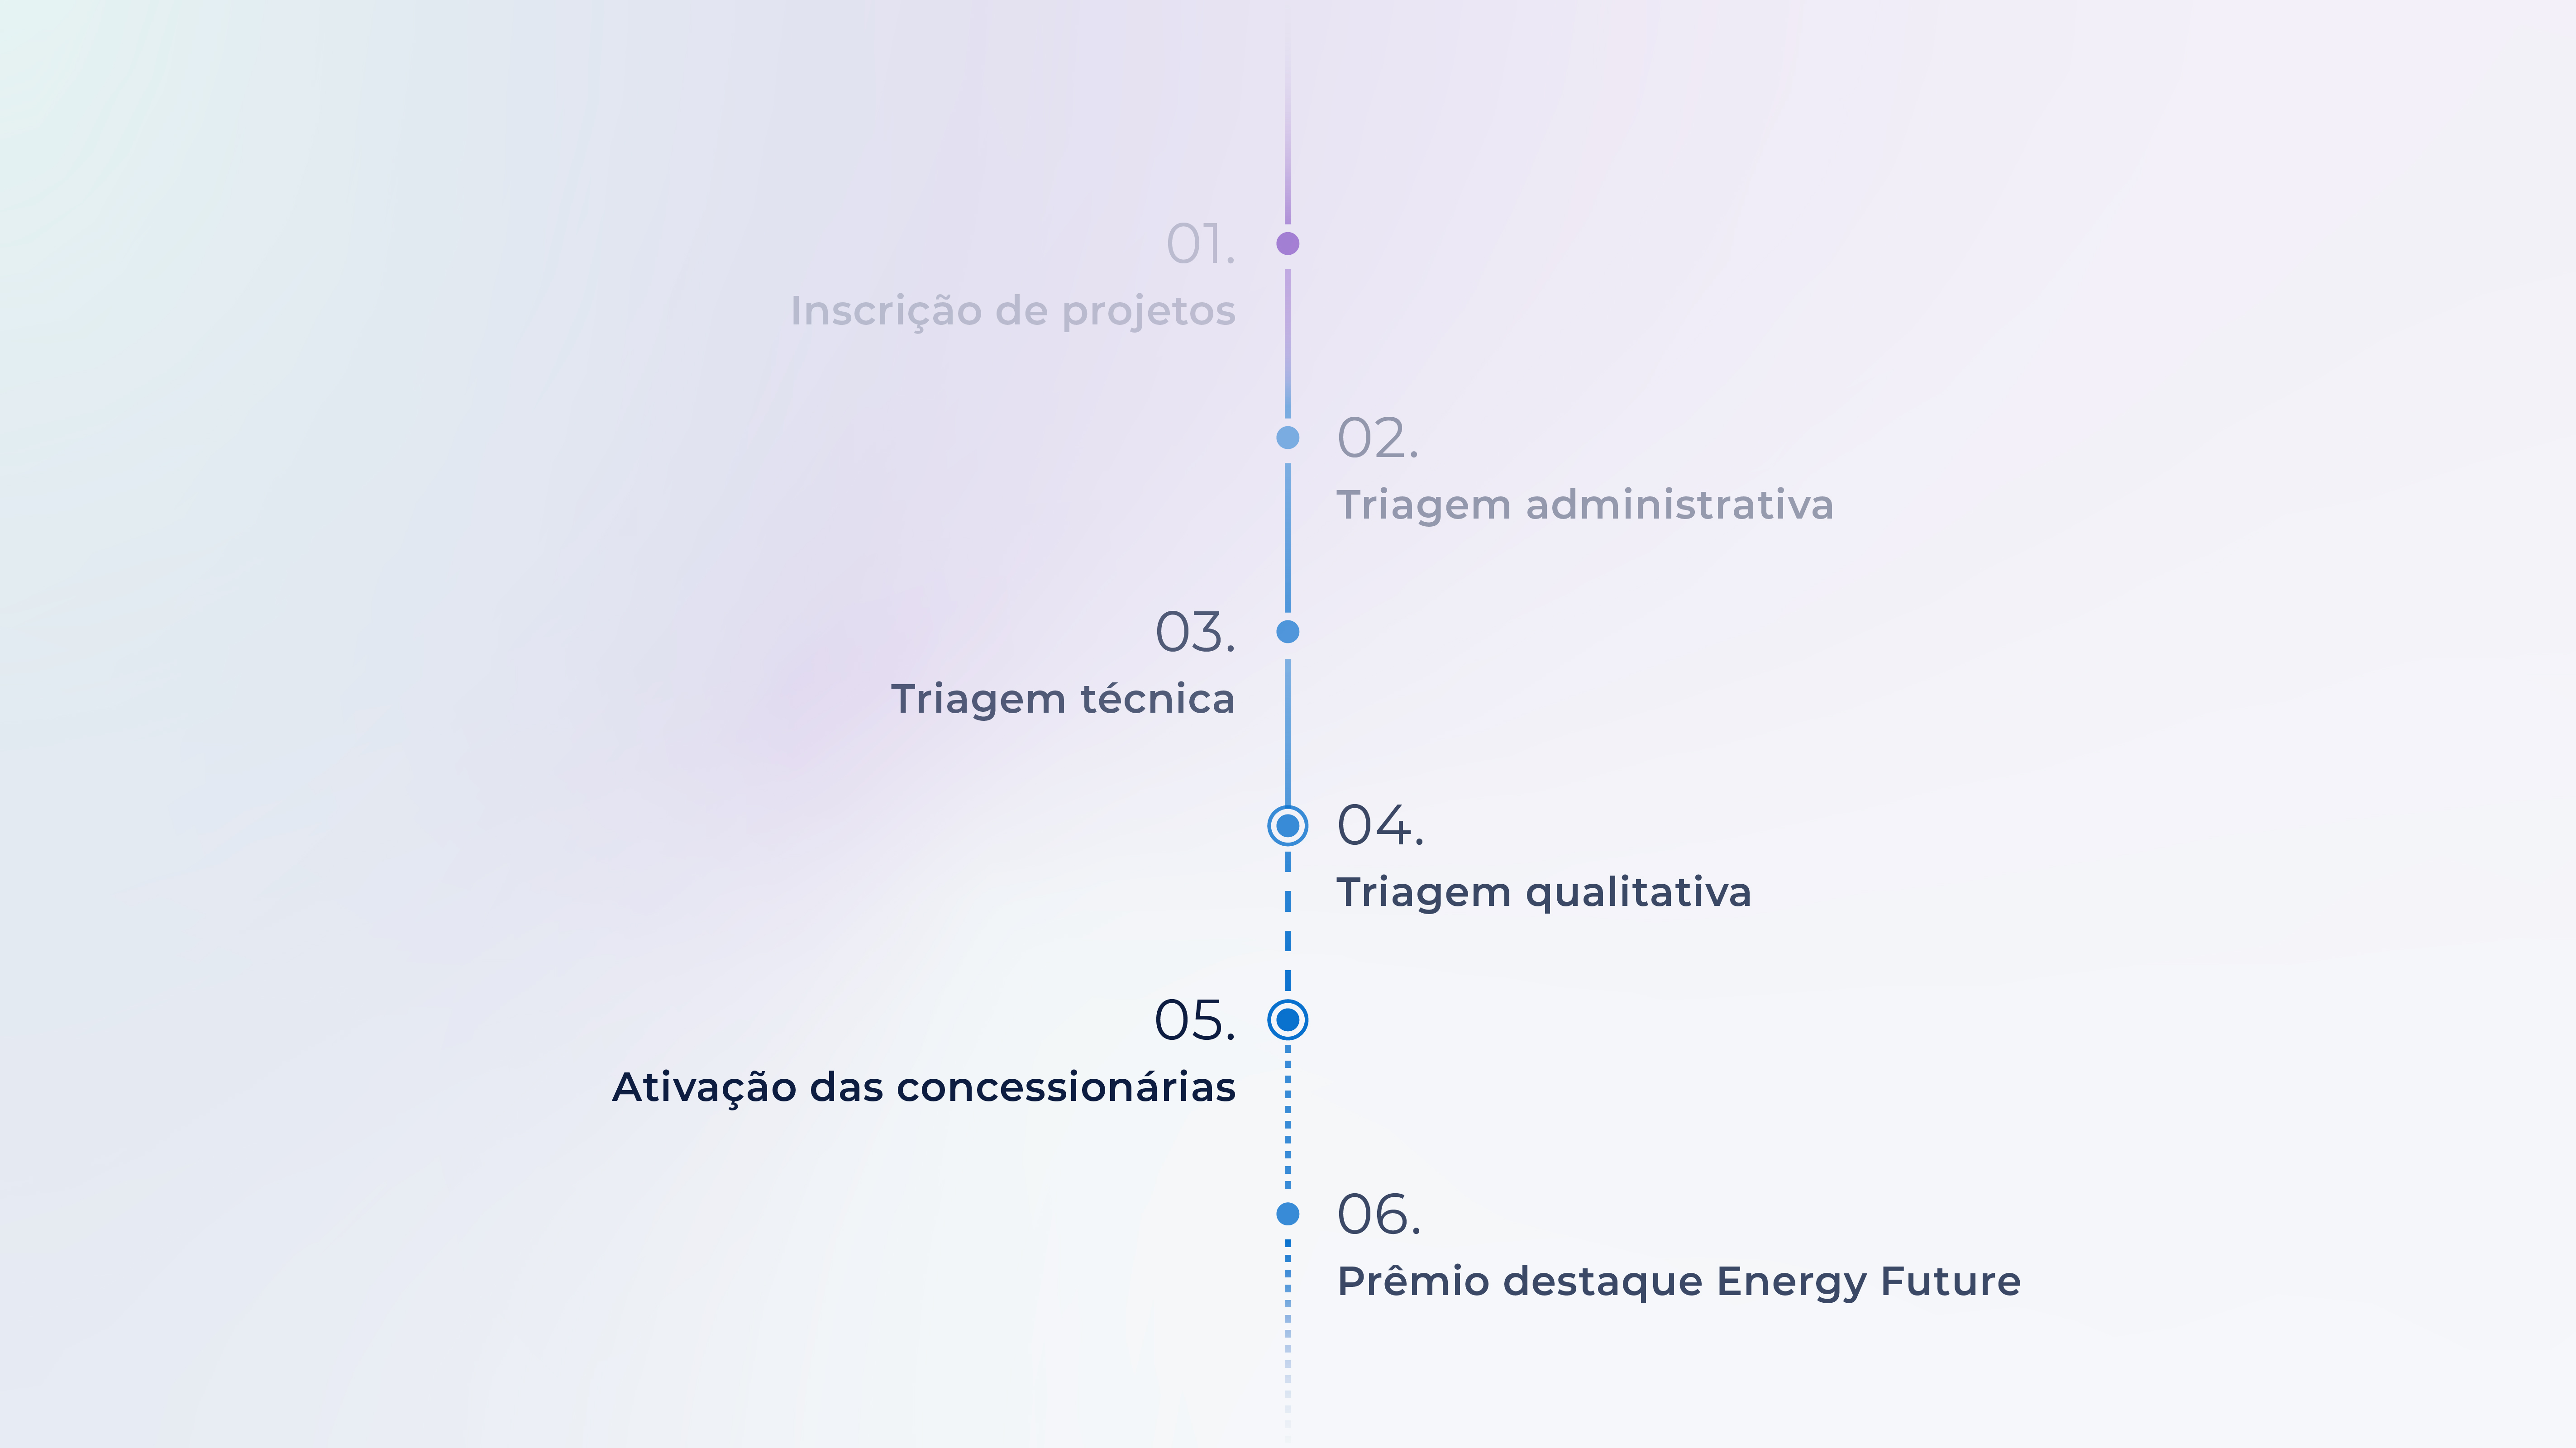 01.
Inscrição de projetos
02.
Triagem administrativa
03.
Triagem técnica
04.
Triagem qualitativa
05.
Ativação das concessionárias
06.
Prêmio destaque Energy Future